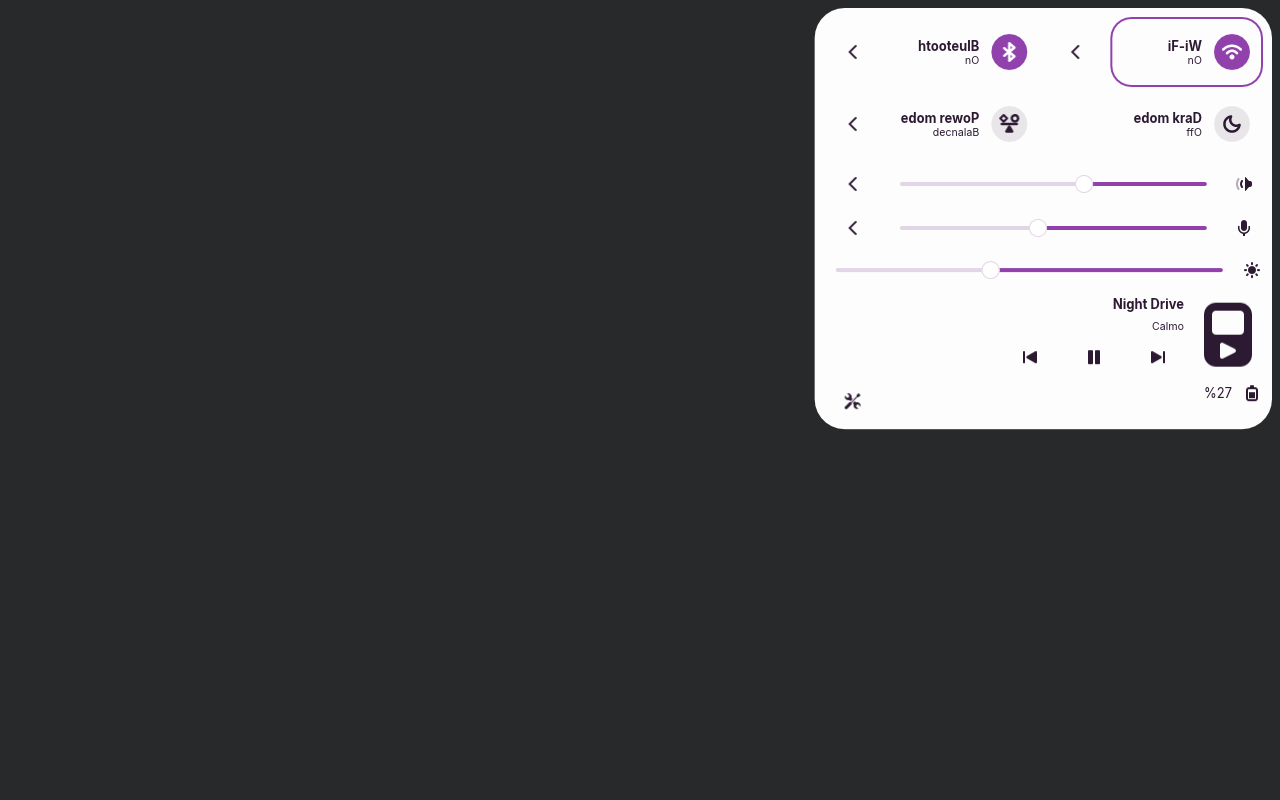 iF-iW
nO
htooteulB
nO
edom kraD
ffO
edom rewoP
decnalaB
Night Drive
Calmo
%27